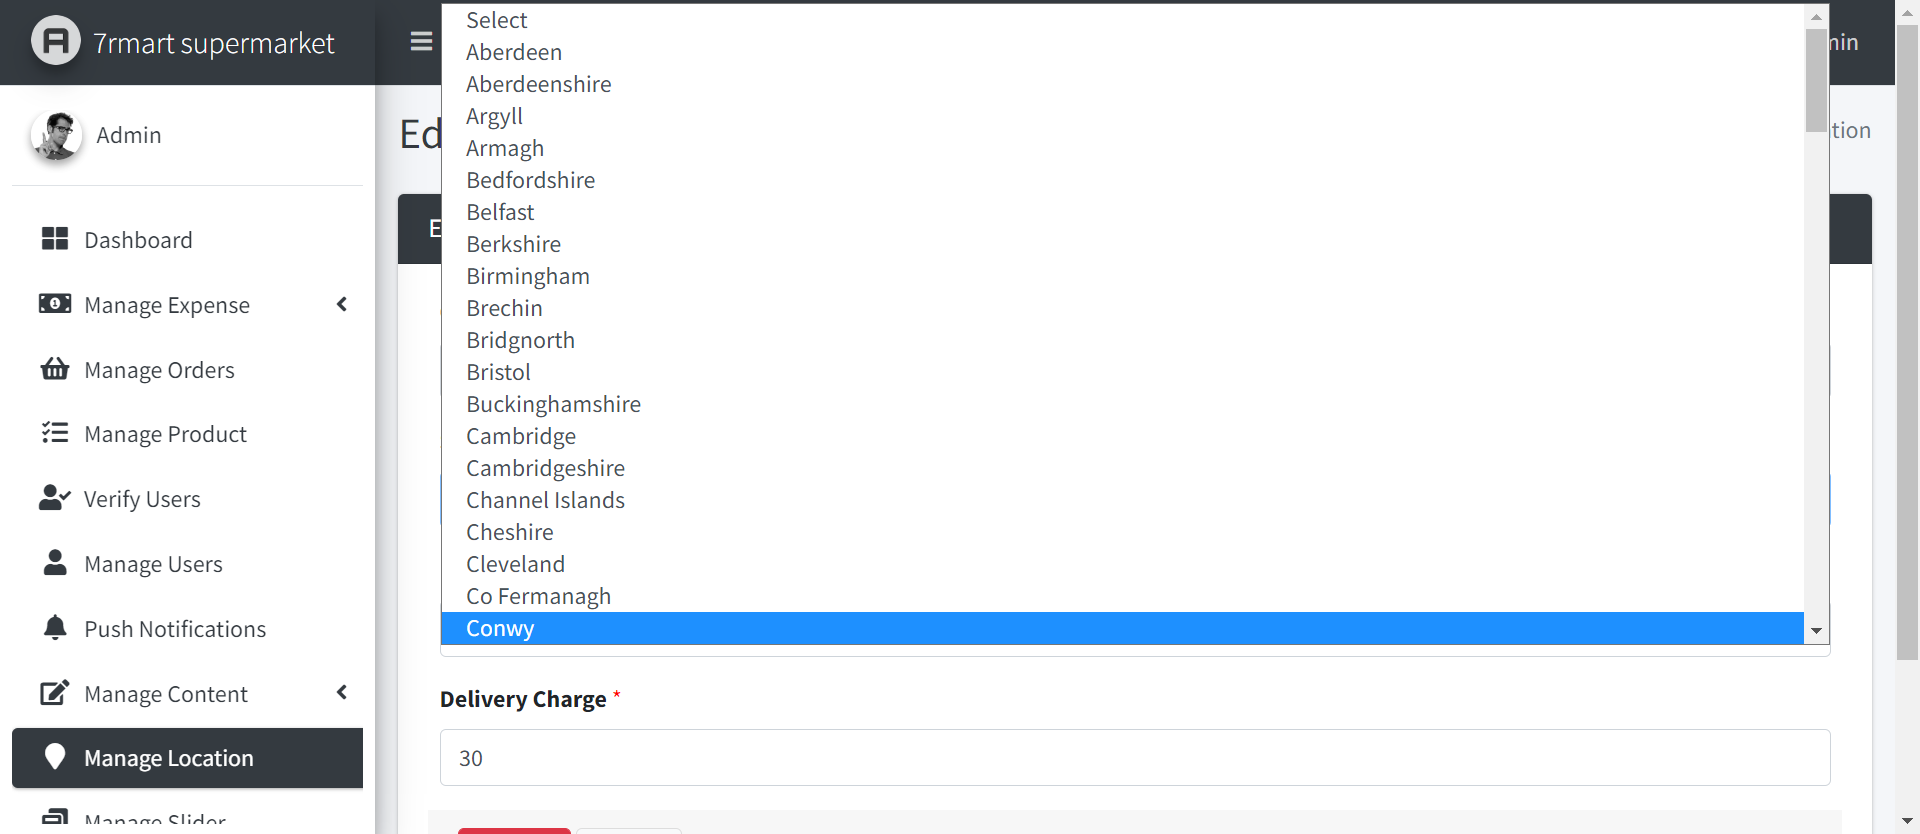 7rmart supermarket
Admin
Dashboard
Manage Expense
Manage Orders
Manage Product
Verify Users
Manage Users
Push Notifications
Manage Content
Manage Location
Manage Slider
Ed
E
Select
Aberdeen
Aberdeenshire
Argyll
Armagh
Bedfordshire
Belfast
Berkshire
Birmingham
Brechin
Bridgnorth
Bristol
Buckinghamshire
Cambridge
Cambridgeshire
Channel Islands
Cheshire
Cleveland
Co Fermanagh
Conwy
min
tion
Delivery Charge *
30